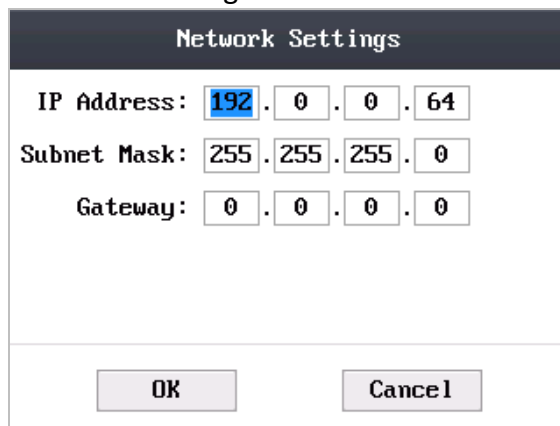 Network Settings
IP Address: 192 . 0 . 0 . 64
Subnet Mask: 255 . 255 . 255 . 0
Gateway: 0 . 0 . 0 . 0
OK Cancel